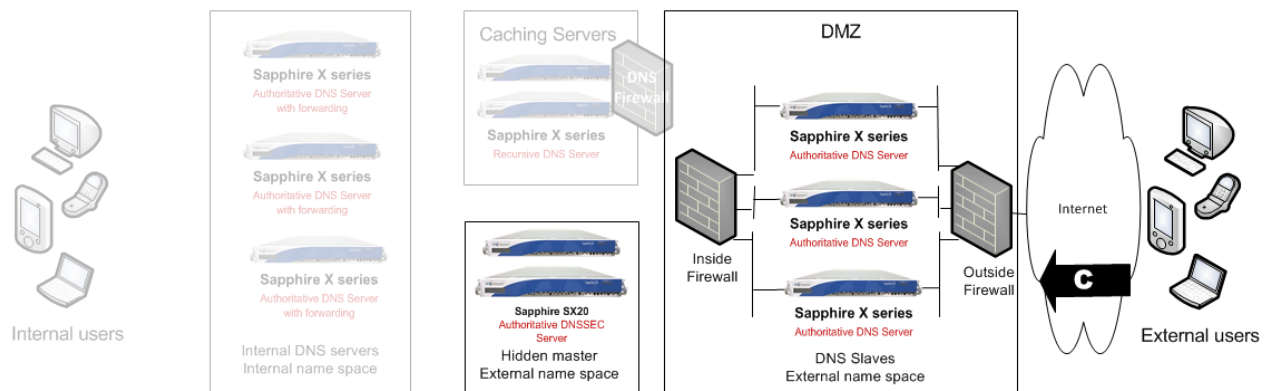 Internal users
Sapphire X series
Authoritative DNS Server
with forwarding
Sapphire X series
Authoritative DNS Server
with forwarding
Sapphire X series
Authoritative DNS Server
with forwarding
Internal DNS servers
Internal name space
Caching Servers
DNS
Firewall
Sapphire X series
Recursive DNS Server
Sapphire SX20
Authoritative DNSSEC
Server
Hidden master
External name space
DMZ
Sapphire X series
Authoritative DNS Server
Sapphire X series
Authoritative DNS Server
Sapphire X series
Authoritative DNS Server
Inside
Firewall
Outside
Firewall
DNS Slaves
External name space
Internet
C
External users